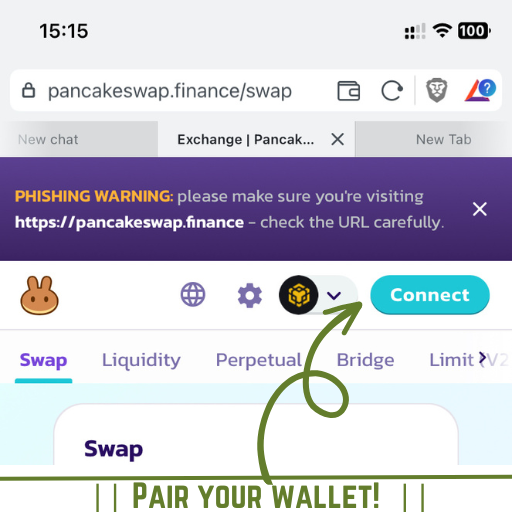 15:15
100
pancakeswap.finance/swap
?
New chat
Exchange | Pancak...
New Tab
PHISHING WARNING: please make sure you're visiting
https://pancakeswap.finance - check the URL carefully.
Connect
Swap Liquidity Perpetual Bridge Limit (V2
Swap
|| PAIR YOUR WALLET! ||